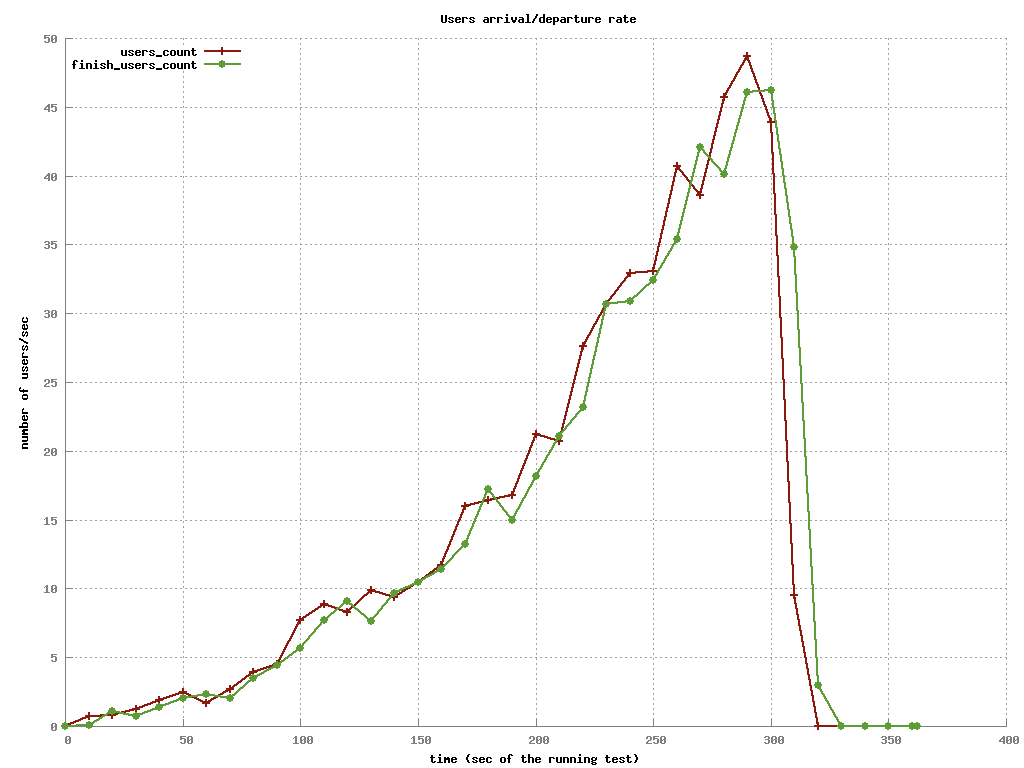 Users arrival/departure rate
users_count
finish_users_count
50
45
40
35
30
25
20
15
10
5
0
number of users/sec
0 50 100 150 200 250 300 350 400
time (sec of the running test)